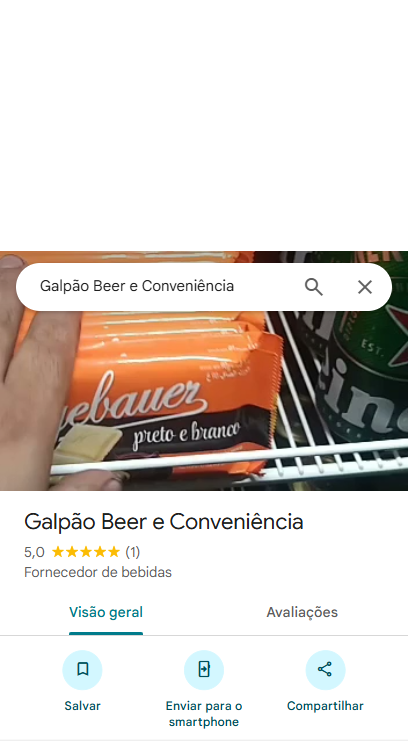 Galpão Beer e Conveniência
ebauer
preto e branco
EST.
Galpão Beer e Conveniência
5,0 (1)
Fornecedor de bebidas
Visão geral
Avaliações
Salvar
Enviar para o
smartphone
Compartilhar